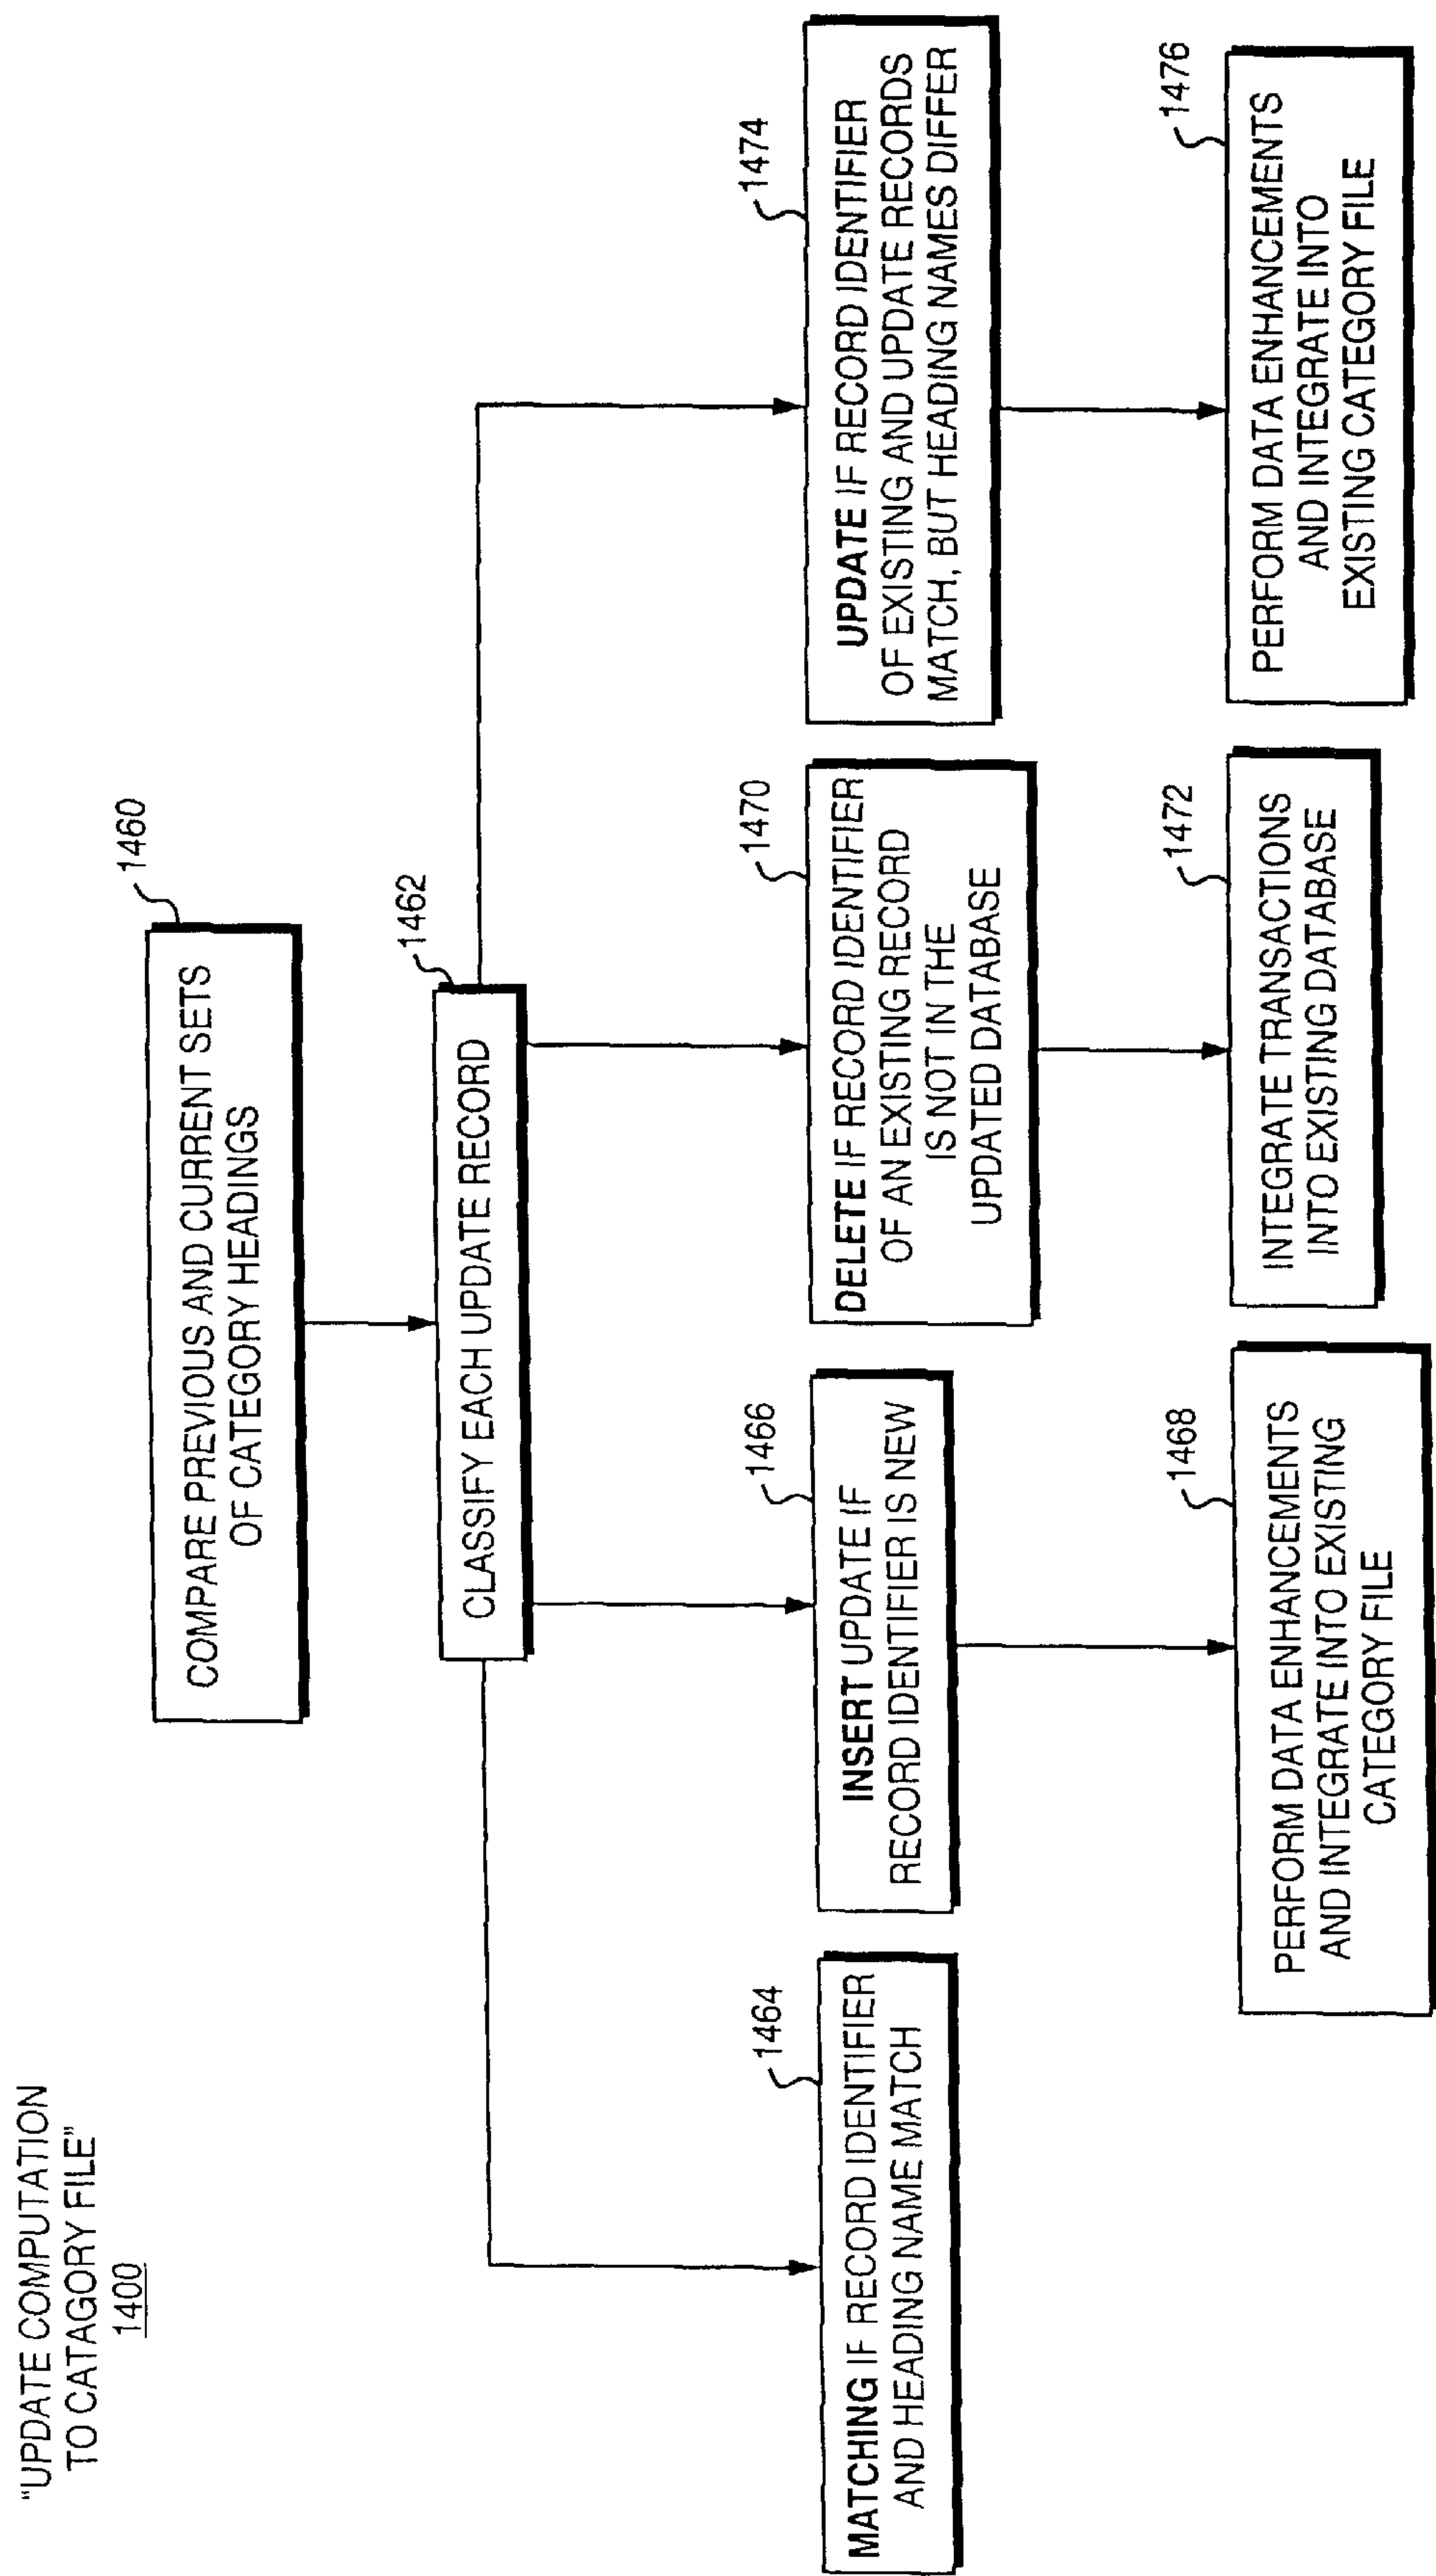 "UPDATE COMPUTATION
TO CATAGORY FILE"
1400
1460
COMPARE PREVIOUS AND CURRENT SETS
OF CATEGORY HEADINGS
1462
CLASSIFY EACH UPDATE RECORD
1464
MATCHING IF RECORD IDENTIFIER
AND HEADING NAME MATCH
1466
INSERT UPDATE IF
RECORD IDENTIFIER IS NEW
1468
PERFORM DATA ENHANCEMENTS
AND INTEGRATE INTO EXISTING
CATEGORY FILE
1470
DELETE IF RECORD IDENTIFIER
OF AN EXISTING RECORD
IS NOT IN THE
UPDATED DATABASE
1472
INTEGRATE TRANSACTIONS
INTO EXISTING DATABASE
1474
UPDATE IF RECORD IDENTIFIER
OF EXISTING AND UPDATE RECORDS
MATCH, BUT HEADING NAMES DIFFER
1476
PERFORM DATA ENHANCEMENTS
AND INTEGRATE INTO
EXISTING CATEGORY FILE